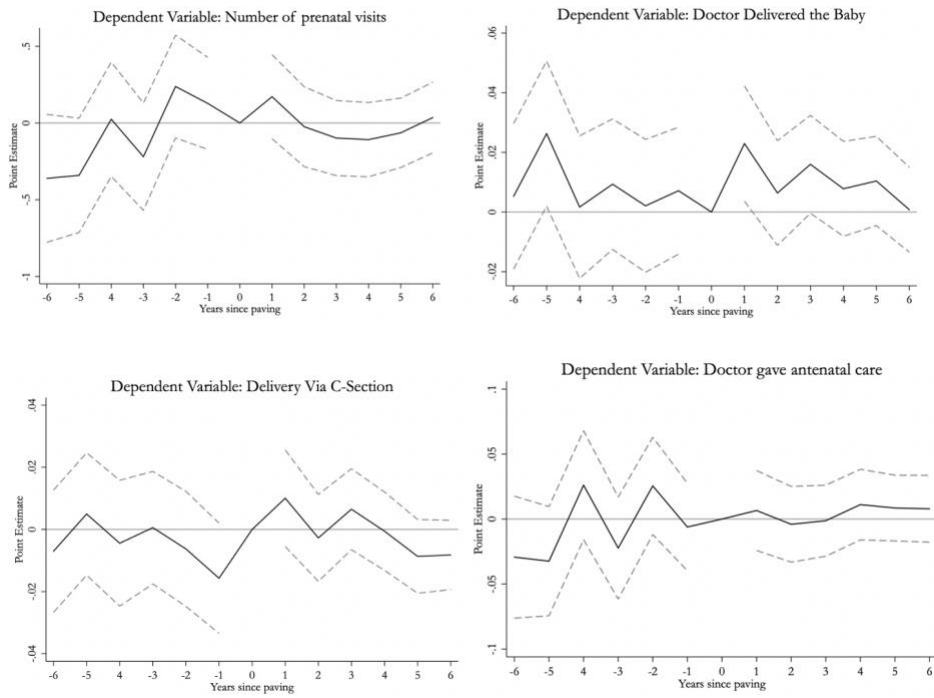 Dependent Variable: Number of prenatal visits
.5
0
-.5
-1
Point Estimate
-6 -5 -4 -3 -2 -1 0 1 2 3 4 5 6
Years since paving
Dependent Variable: Doctor Delivered the Baby
.06
.04
.02
0
-.02
Point Estimate
-6 -5 -4 -3 -2 -1 0 1 2 3 4 5 6
Years since paving
Dependent Variable: Delivery Via C-Section
.04
.02
0
-.02
-.04
Point Estimate
-6 -5 -4 -3 -2 -1 0 1 2 3 4 5 6
Years since paving
Dependent Variable: Doctor gave antenatal care
.1
.05
0
-.05
-.1
Point Estimate
-6 -5 -4 -3 -2 -1 0 1 2 3 4 5 6
Years since paving